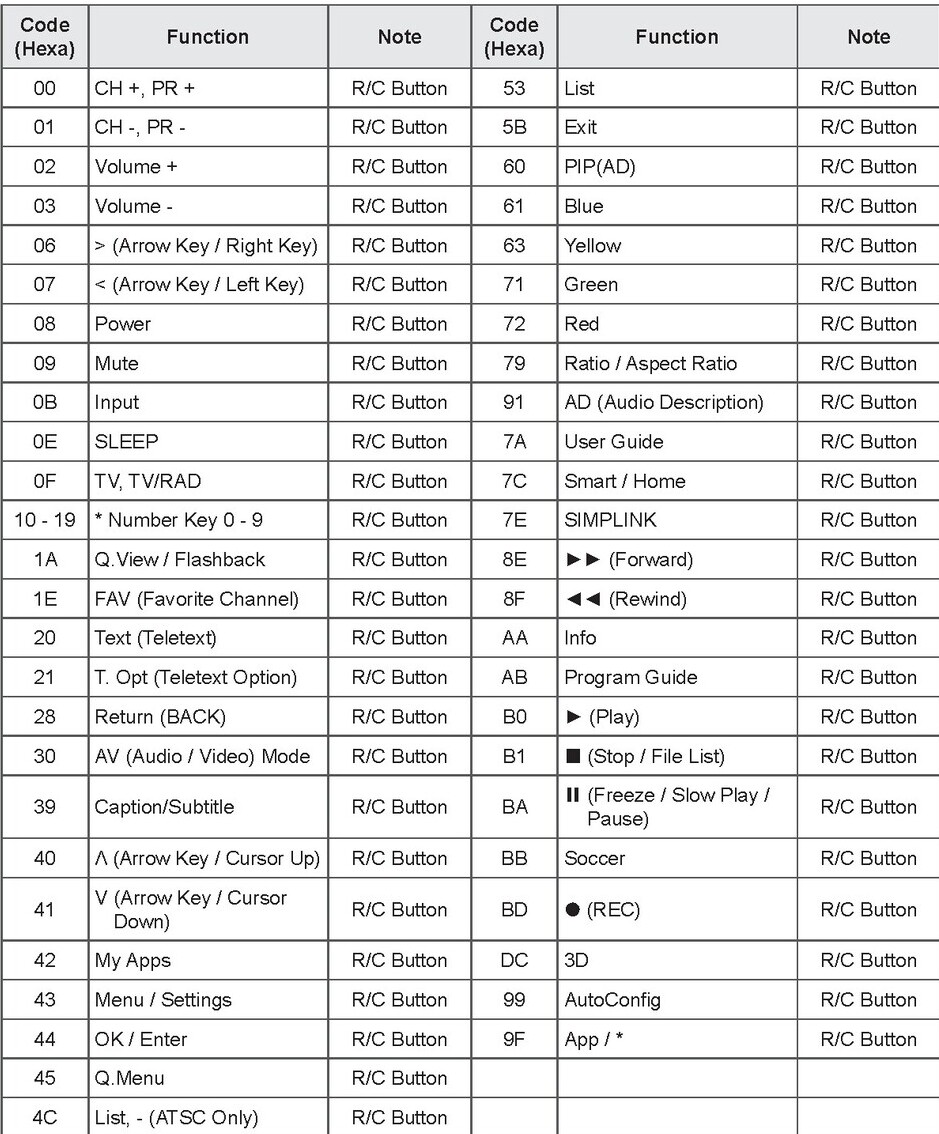 Code (Hexa) Function Note Code (Hexa) Function Note
00 CH +, PR + R/C Button 53 List R/C Button
01 CH -, PR - R/C Button 5B Exit R/C Button
02 Volume + R/C Button 60 PIP(AD) R/C Button
03 Volume - R/C Button 61 Blue R/C Button
06 > (Arrow Key / Right Key) R/C Button 63 Yellow R/C Button
07 < (Arrow Key / Left Key) R/C Button 71 Green R/C Button
08 Power R/C Button 72 Red R/C Button
09 Mute R/C Button 79 Ratio / Aspect Ratio R/C Button
0B Input R/C Button 91 AD (Audio Description) R/C Button
0E SLEEP R/C Button 7A User Guide R/C Button
0F TV, TV/RAD R/C Button 7C Smart / Home R/C Button
10 - 19 * Number Key 0 - 9 R/C Button 7E SIMPLINK R/C Button
1A Q.View / Flashback R/C Button 8E ►► (Forward) R/C Button
1E FAV (Favorite Channel) R/C Button 8F ◄◄ (Rewind) R/C Button
20 Text (Teletext) R/C Button AA Info R/C Button
21 T. Opt (Teletext Option) R/C Button AB Program Guide R/C Button
28 Return (BACK) R/C Button B0 ► (Play) R/C Button
30 AV (Audio / Video) Mode R/C Button B1 ■ (Stop / File List) R/C Button
39 Caption/Subtitle R/C Button BA II (Freeze / Slow Play /
Pause) R/C Button
40 Λ (Arrow Key / Cursor Up) R/C Button BB Soccer R/C Button
41 V (Arrow Key / Cursor
Down) R/C Button BD ● (REC) R/C Button
42 My Apps R/C Button DC 3D R/C Button
43 Menu / Settings R/C Button 99 AutoConfig R/C Button
44 OK / Enter R/C Button 9F App / * R/C Button
45 Q.Menu R/C Button
4C List, - (ATSC Only) R/C Button